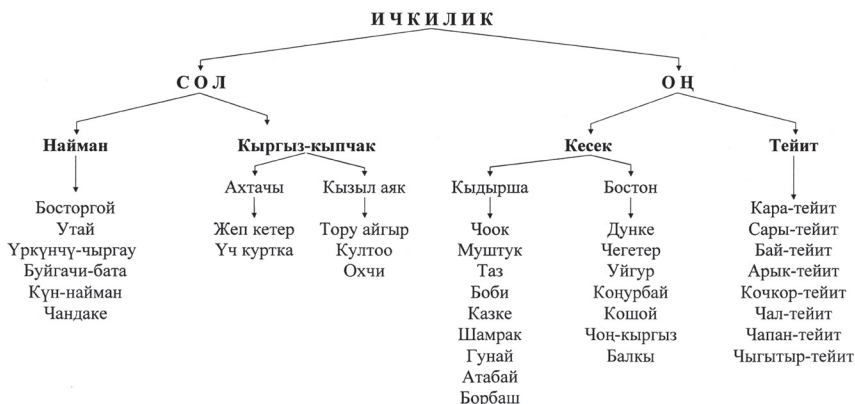 ИЧКИЛИК
СОЛ
ОҢ
Найман
Кыргыз-кыпчак
Кесек
Тейит
Ахтачы
Кызыл аяк
Кыдырша
Бостон
Босторгой
Утай
Үркүнчү-чыргау
Буйгачи-бата
Күн-найман
Чандаке
Жеп кетер
Үч куртка
Тору айгыр
Култоо
Охчи
Чоок
Муштук
Таз
Боби
Казке
Шамрак
Гунай
Атабай
Борбаш
Дунке
Чегетер
Уйгур
Коңурбай
Кошой
Чоң-кыргыз
Балкы
Кара-тейит
Сары-тейит
Бай-тейит
Арык-тейит
Кочкор-тейит
Чал-тейит
Чапан-тейит
Чыгытыр-тейит